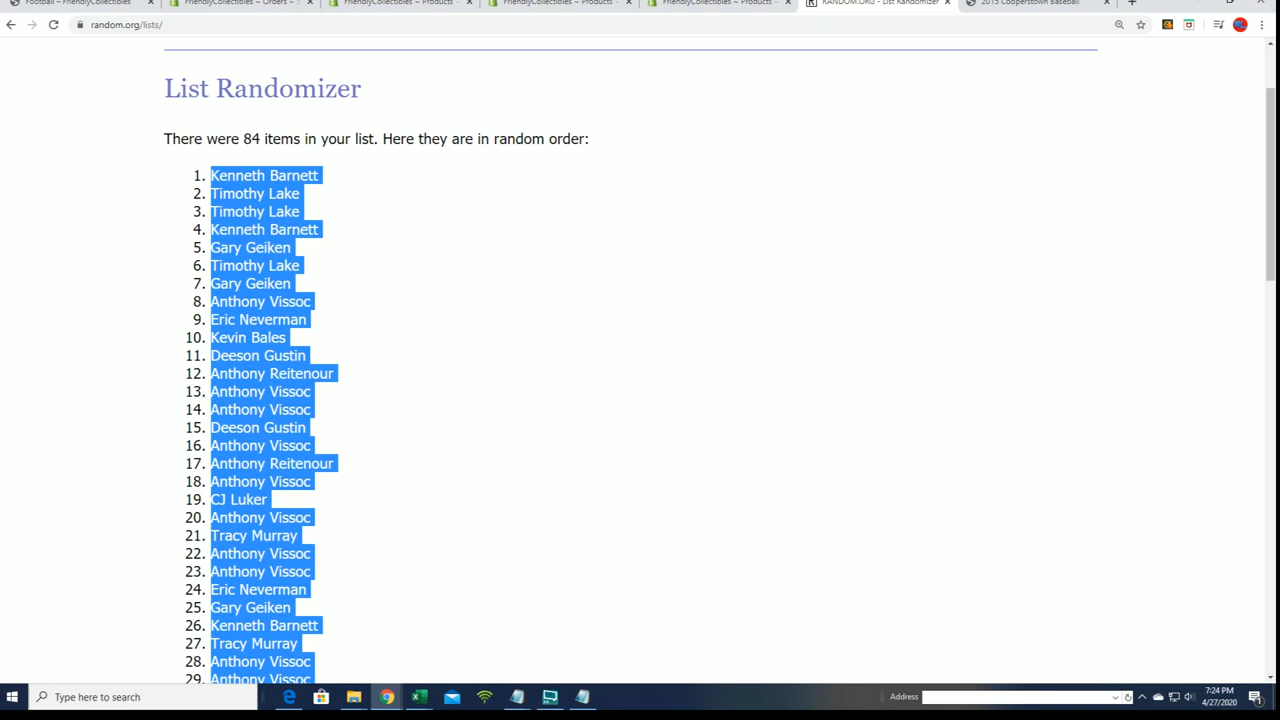 Football ~ FriendlyCollectibles
FriendlyCollectibles ~ Orders ~
FriendlyCollectibles ~ Products
FriendlyCollectibles ~ Products
FriendlyCollectibles ~ Products
RANDOM.ORG - List Randomizer
2015 Cooperstown Baseball
random.org/lists/
List Randomizer
There were 84 items in your list. Here they are in random order:
1. Kenneth Barnett
2. Timothy Lake
3. Timothy Lake
4. Kenneth Barnett
5. Gary Geiken
6. Timothy Lake
7. Gary Geiken
8. Anthony Vissoc
9. Eric Neverman
10. Kevin Bales
11. Deeson Gustin
12. Anthony Reitenour
13. Anthony Vissoc
14. Anthony Vissoc
15. Deeson Gustin
16. Anthony Vissoc
17. Anthony Reitenour
18. Anthony Vissoc
19. CJ Luker
20. Anthony Vissoc
21. Tracy Murray
22. Anthony Vissoc
23. Anthony Vissoc
24. Eric Neverman
25. Gary Geiken
26. Kenneth Barnett
27. Tracy Murray
28. Anthony Vissoc
29. Anthony Vissoc
Type here to search
Address
7:24 PM
4/27/2020